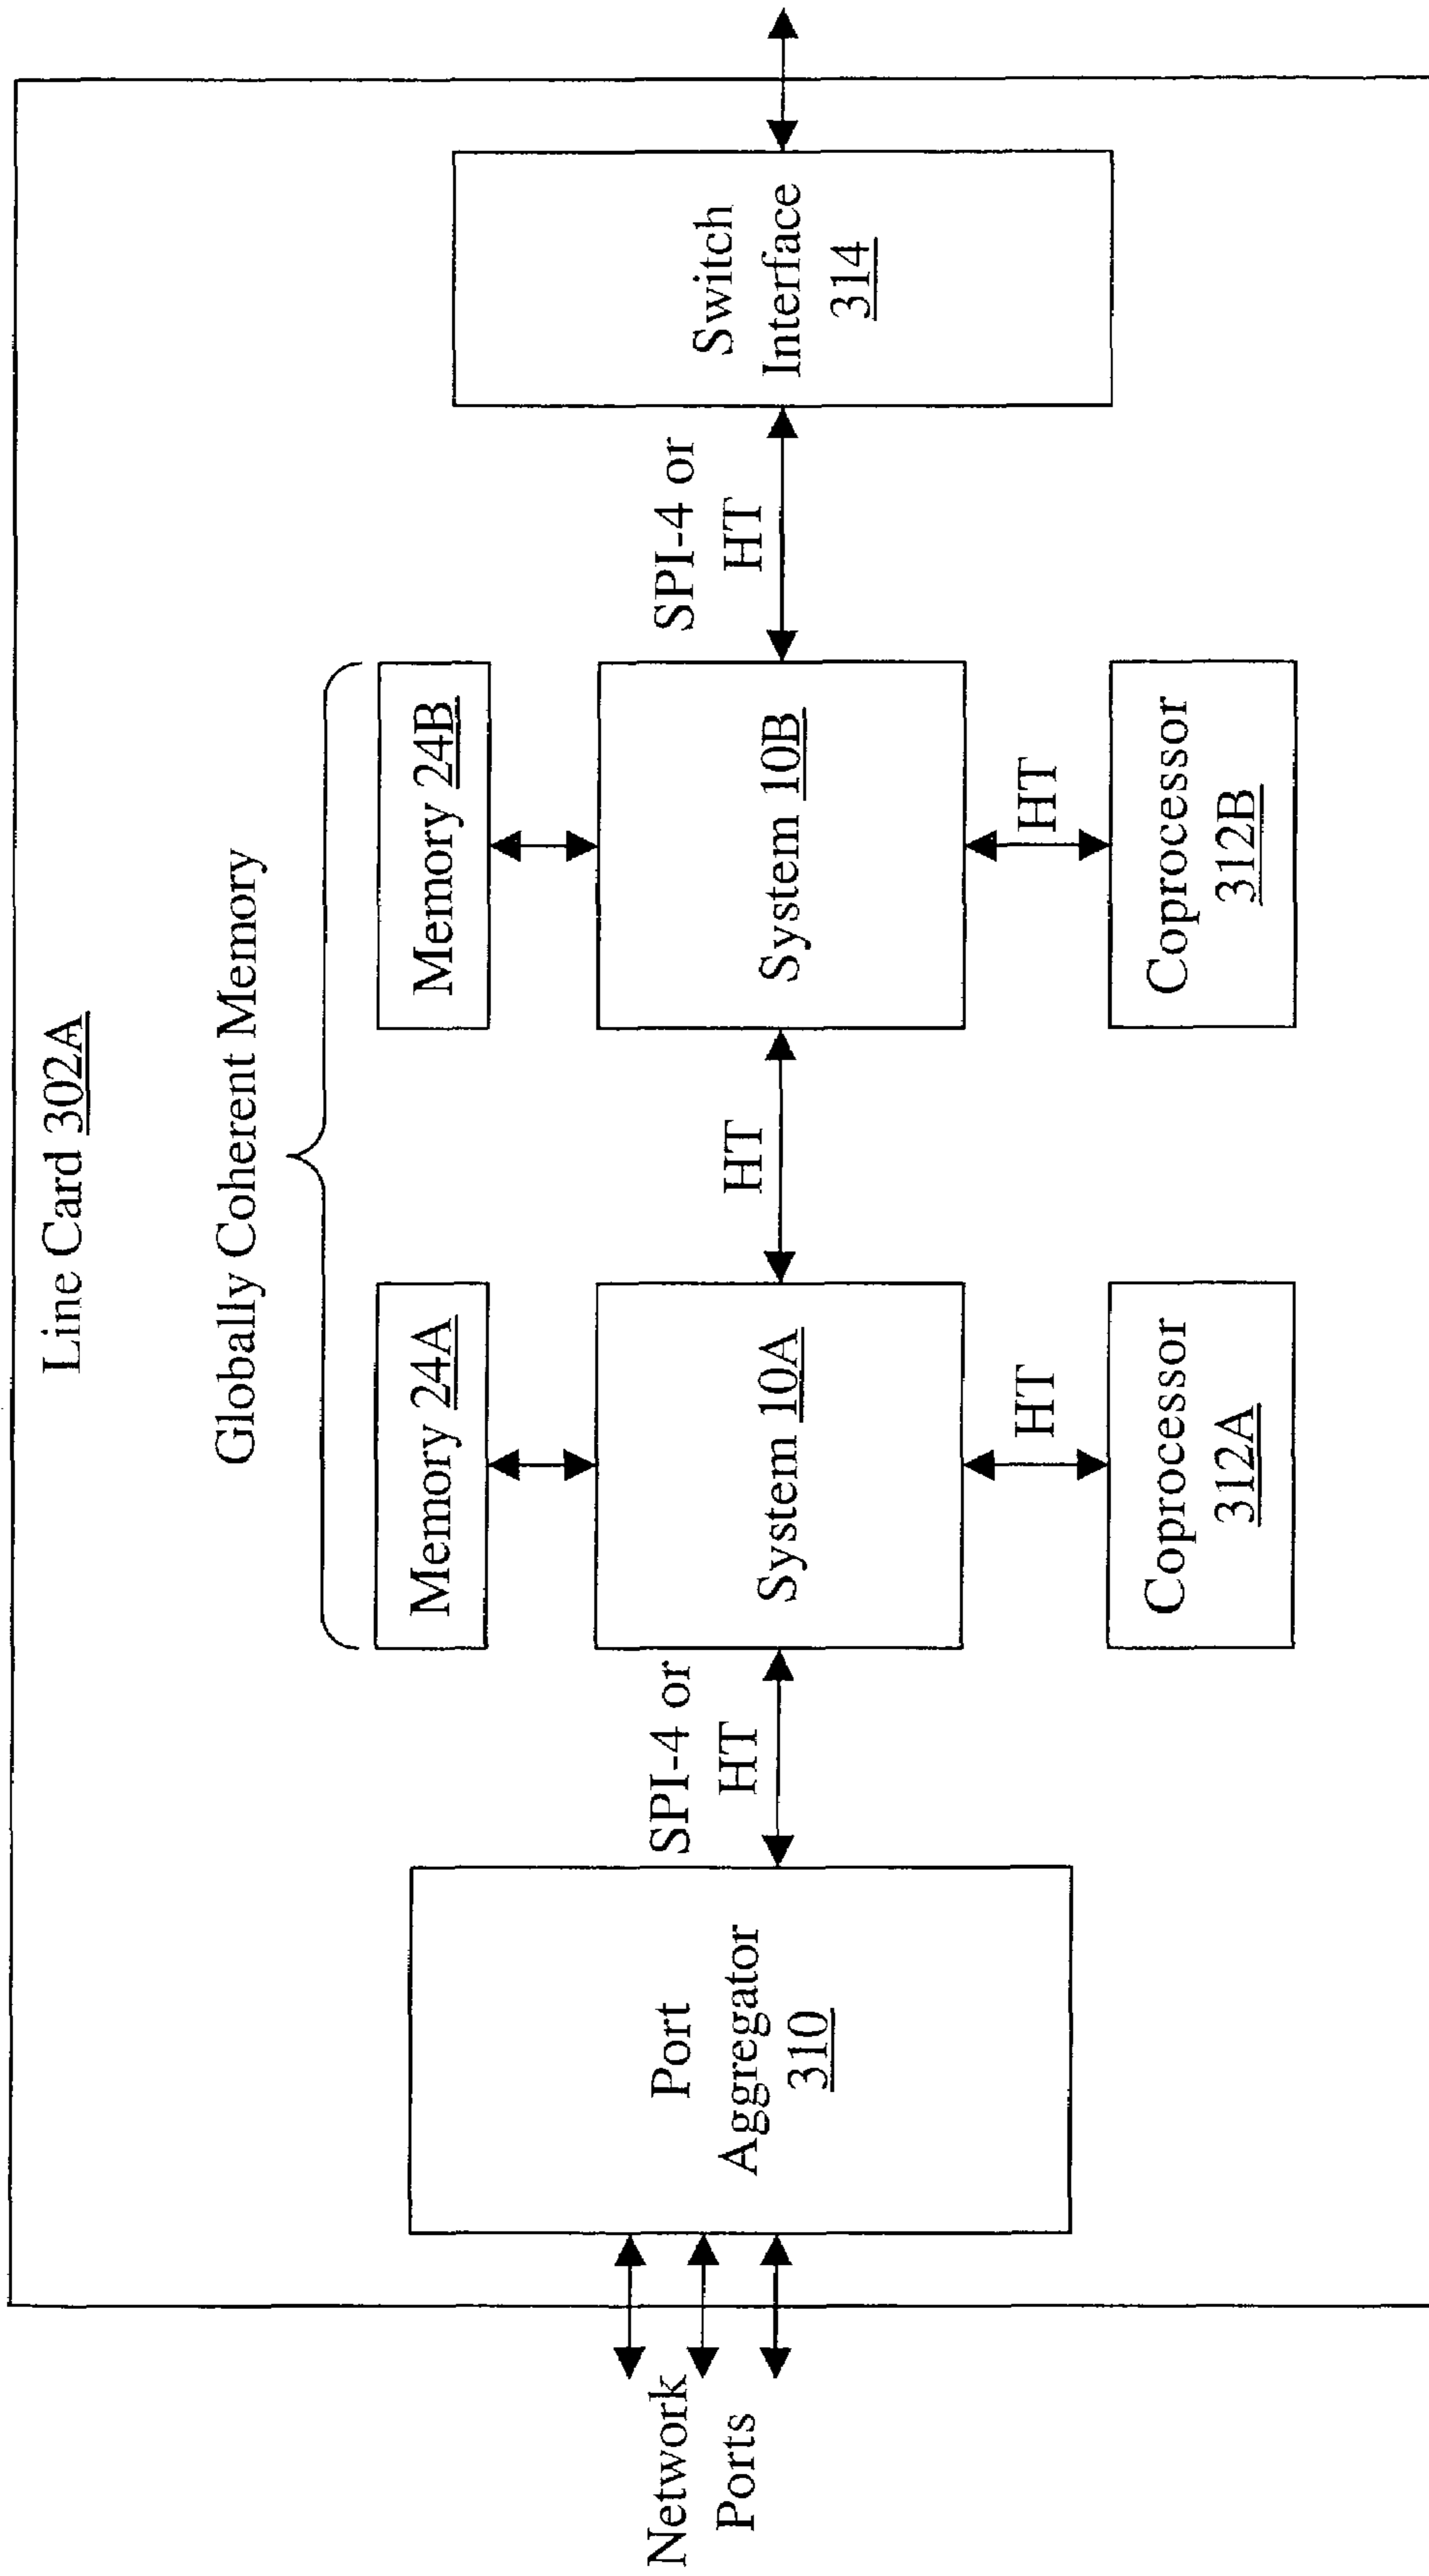 Line Card 302A
Globally Coherent Memory
Memory 24A
Memory 24B
Network
Ports
Port
Aggregator
310
SPI-4 or
HT
System 10A
HT
System 10B
SPI-4 or
HT
Switch
Interface
314
HT
HT
Coprocessor
312A
Coprocessor
312B